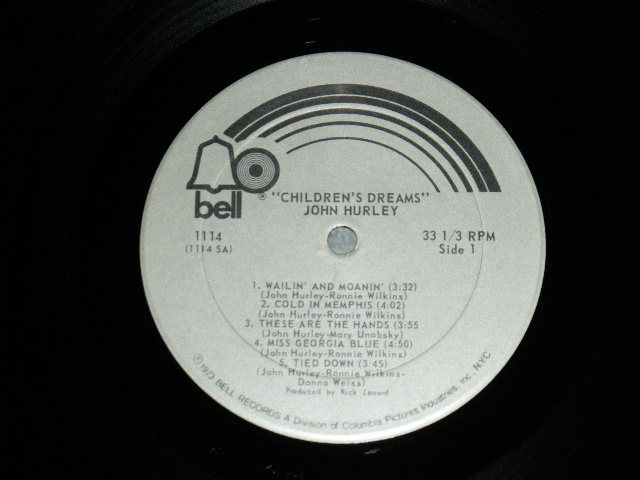 bell ®
"CHILDREN'S DREAMS"
JOHN HURLEY
1114
(1114 SA)
33 1/3 RPM
Side 1
1. WAILIN' AND MOANIN' (3:32)
(John Hurley-Ronnie Wilkins)
2. COLD IN MEMPHIS (4:02)
(John Hurley-Ronnie Wilkins)
3. THESE ARE THE HANDS (3:55
(John Hurley-Mary Unobsky)
4. MISS GEORGIA BLUE (4:50)
(John Hurley-Ronnie Wilkins)
5. TIED DOWN (3:45)
(John Hurley-Ronnie Wilkins-
Donna Weiss)
Produced by Rick
℗ 1973 BELL RECORDS A Division of Columbia Pictures Industries, Inc., N.Y.C.